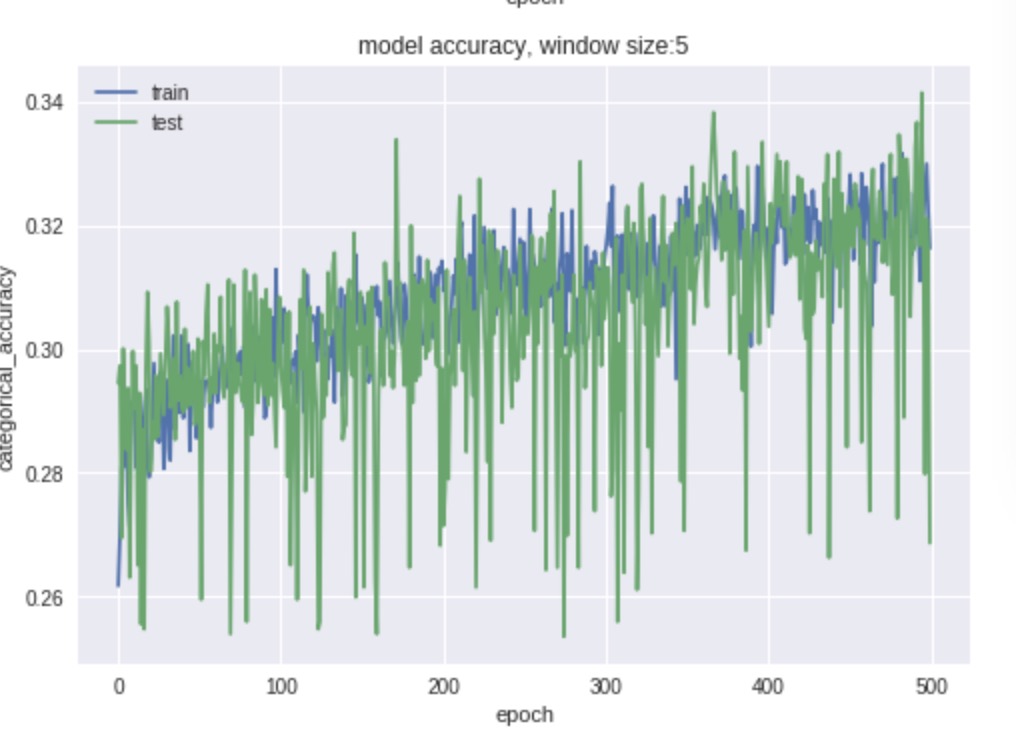 epoch
model accuracy, window size:5
train
test
0.34
0.32
0.30
0.28
0.26
categorical_accuracy
0 100 200 300 400 500
epoch